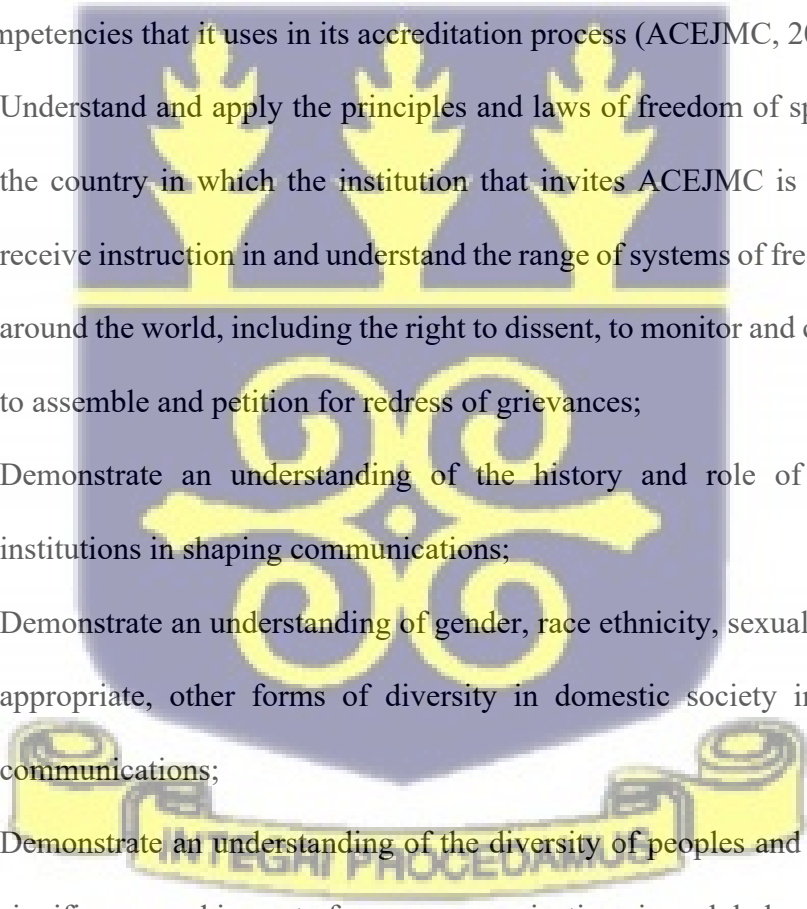 mpetencies that it uses in its accreditation process (ACEJMC, 20
Understand and apply the principles and laws of freedom of sp
the country in which the institution that invites ACEJMC is
receive instruction in and understand the range of systems of fre
around the world, including the right to dissent, to monitor and
to assemble and petition for redress of grievances;
Demonstrate an understanding of the history and role of
institutions in shaping communications;
Demonstrate an understanding of gender, race ethnicity, sexual
appropriate, other forms of diversity in domestic society in
communications;
Demonstrate an understanding of the diversity of peoples and
INTEGRI PROCEDAMUS